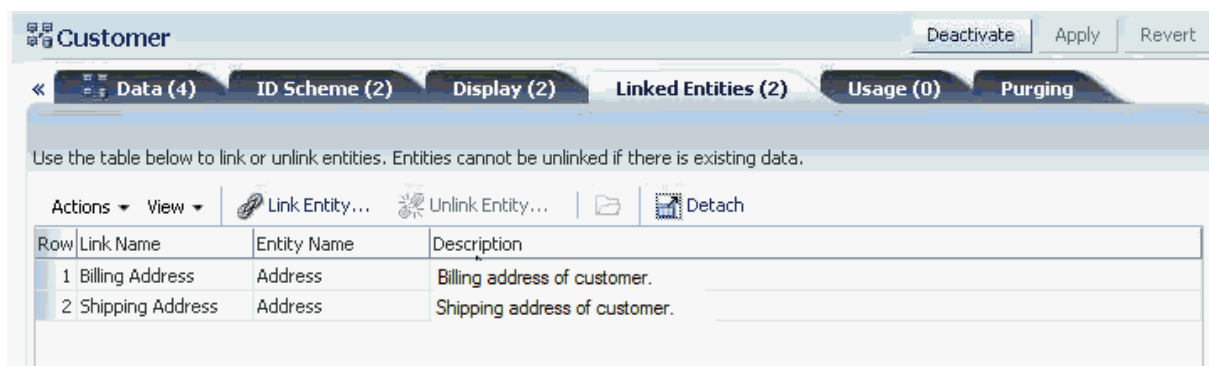 Customer Deactivate Apply Revert
« Data (4) ID Scheme (2) Display (2) Linked Entities (2) Usage (0) Purging
Use the table below to link or unlink entities. Entities cannot be unlinked if there is existing data.
Actions View Link Entity... Unlink Entity... Detach
Row Link Name Entity Name Description
1 Billing Address Address Billing address of customer.
2 Shipping Address Address Shipping address of customer.